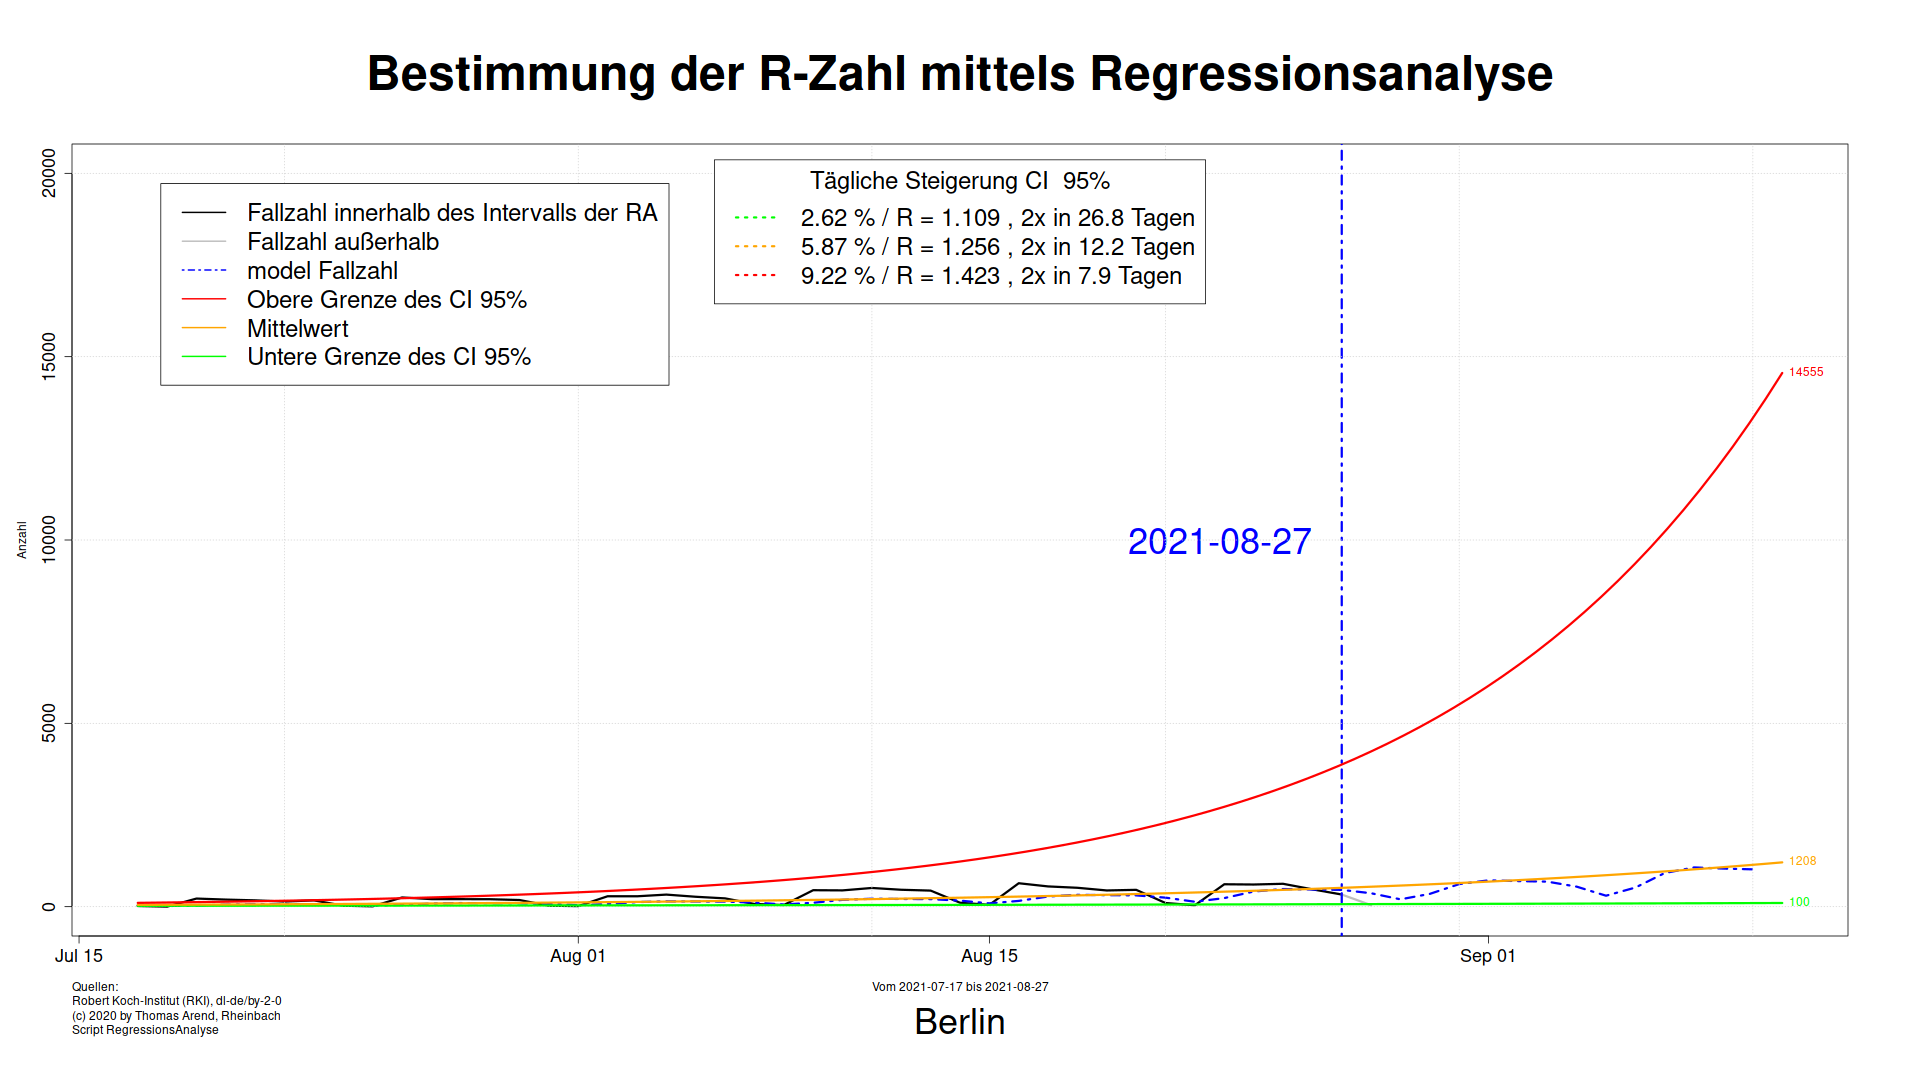 Bestimmung der R-Zahl mittels Regressionsanalyse
Fallzahl innerhalb des Intervalls der RA
Fallzahl außerhalb
model Fallzahl
Obere Grenze des CI 95%
Mittelwert
Untere Grenze des CI 95%
Tägliche Steigerung CI  95%
2.62 % / R = 1.109 , 2x in 26.8 Tagen
5.87 % / R = 1.256 , 2x in 12.2 Tagen
9.22 % / R = 1.423 , 2x in 7.9 Tagen
20000
15000
10000
5000
0
Anzahl
2021-08-27
14555
1208
100
Jul 15
Aug 01
Aug 15
Sep 01
Quellen:
Robert Koch-Institut (RKI), dl-de/by-2-0
(c) 2020 by Thomas Arend, Rheinbach
Script RegressionsAnalyse
Vom 2021-07-17 bis 2021-08-27
Berlin